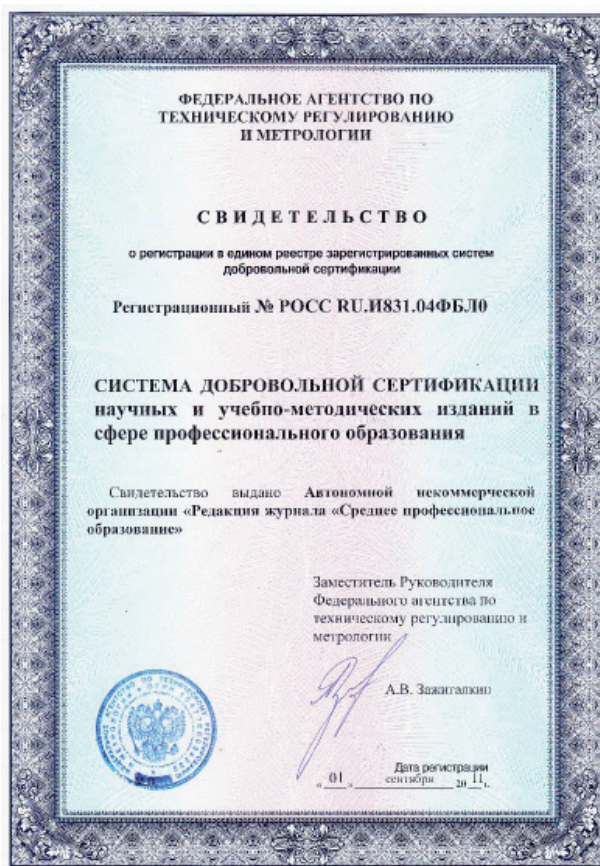 ФЕДЕРАЛЬНОЕ АГЕНТСТВО ПО
ТЕХНИЧЕСКОМУ РЕГУЛИРОВАНИЮ
И МЕТРОЛОГИИ
СВИДЕТЕЛЬСТВО
о регистрации в едином реестре зарегистрированных систем
добровольной сертификации
Регистрационный № РОСС RU.И831.04ФБЛ0
СИСТЕМА ДОБРОВОЛЬНОЙ СЕРТИФИКАЦИИ
научных и учебно-методических изданий в
сфере профессионального образования
Свидетельство выдано Автономной некоммерческой
организации «Редакция журнала «Среднее профессиональное
образование»
Заместитель Руководителя
Федерального агентства по
техническому регулированию и
метрологии
А.В. Зажигалкин
Дата регистрации
« 01 » сентября 20 11 г.